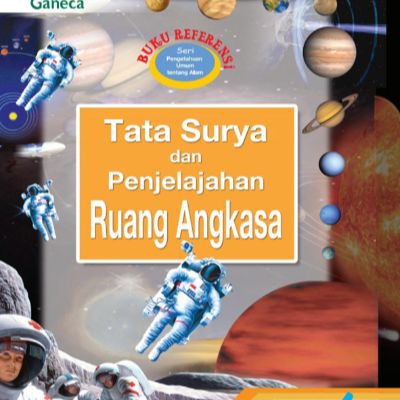 Ganeca
BUKU REFERENSI
Seri
Pengetahuan
Umum
tentang Alam
Tata Surya
dan
Penjelajahan
Ruang Angkasa